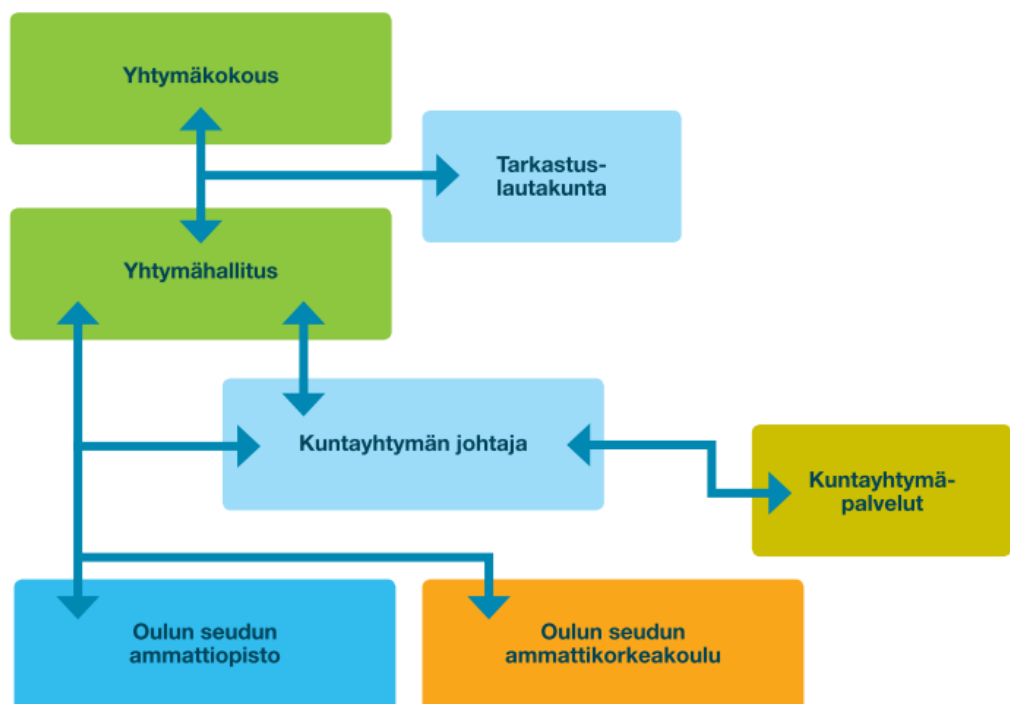 Yhtymäkokous
Tarkastus-
lautakunta
Yhtymähallitus
Kuntayhtymän johtaja
Kuntayhtymä-
palvelut
Oulun seudun
ammattiopisto
Oulun seudun
ammattikorkeakoulu